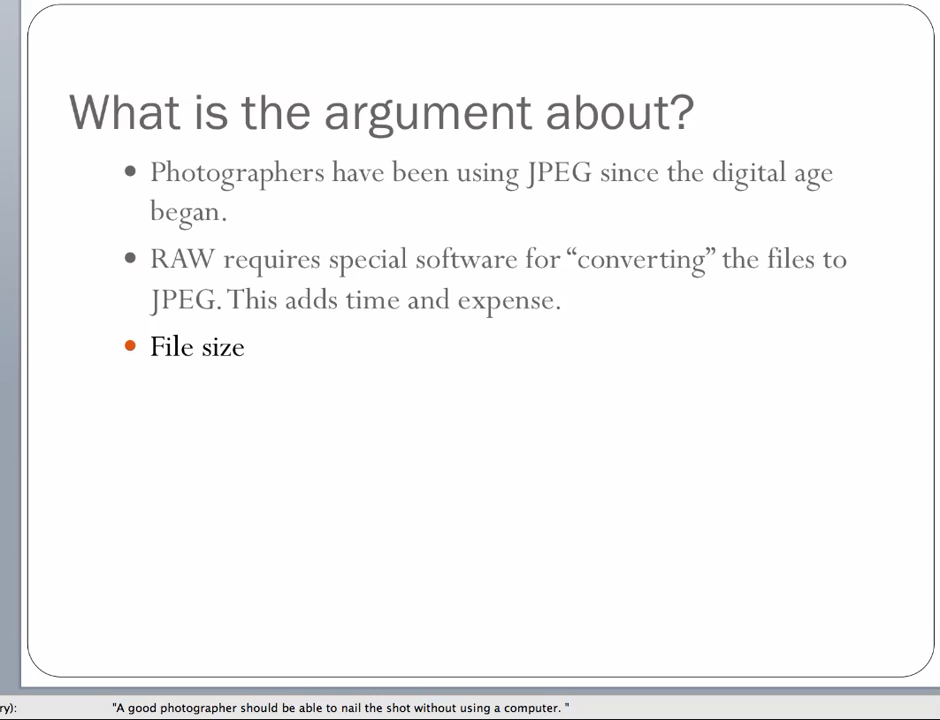 What is the argument about?
• Photographers have been using JPEG since the digital age
began.
• RAW requires special software for “converting” the files to
JPEG. This adds time and expense.
• File size
ry): "A good photographer should be able to nail the shot without using a computer. "